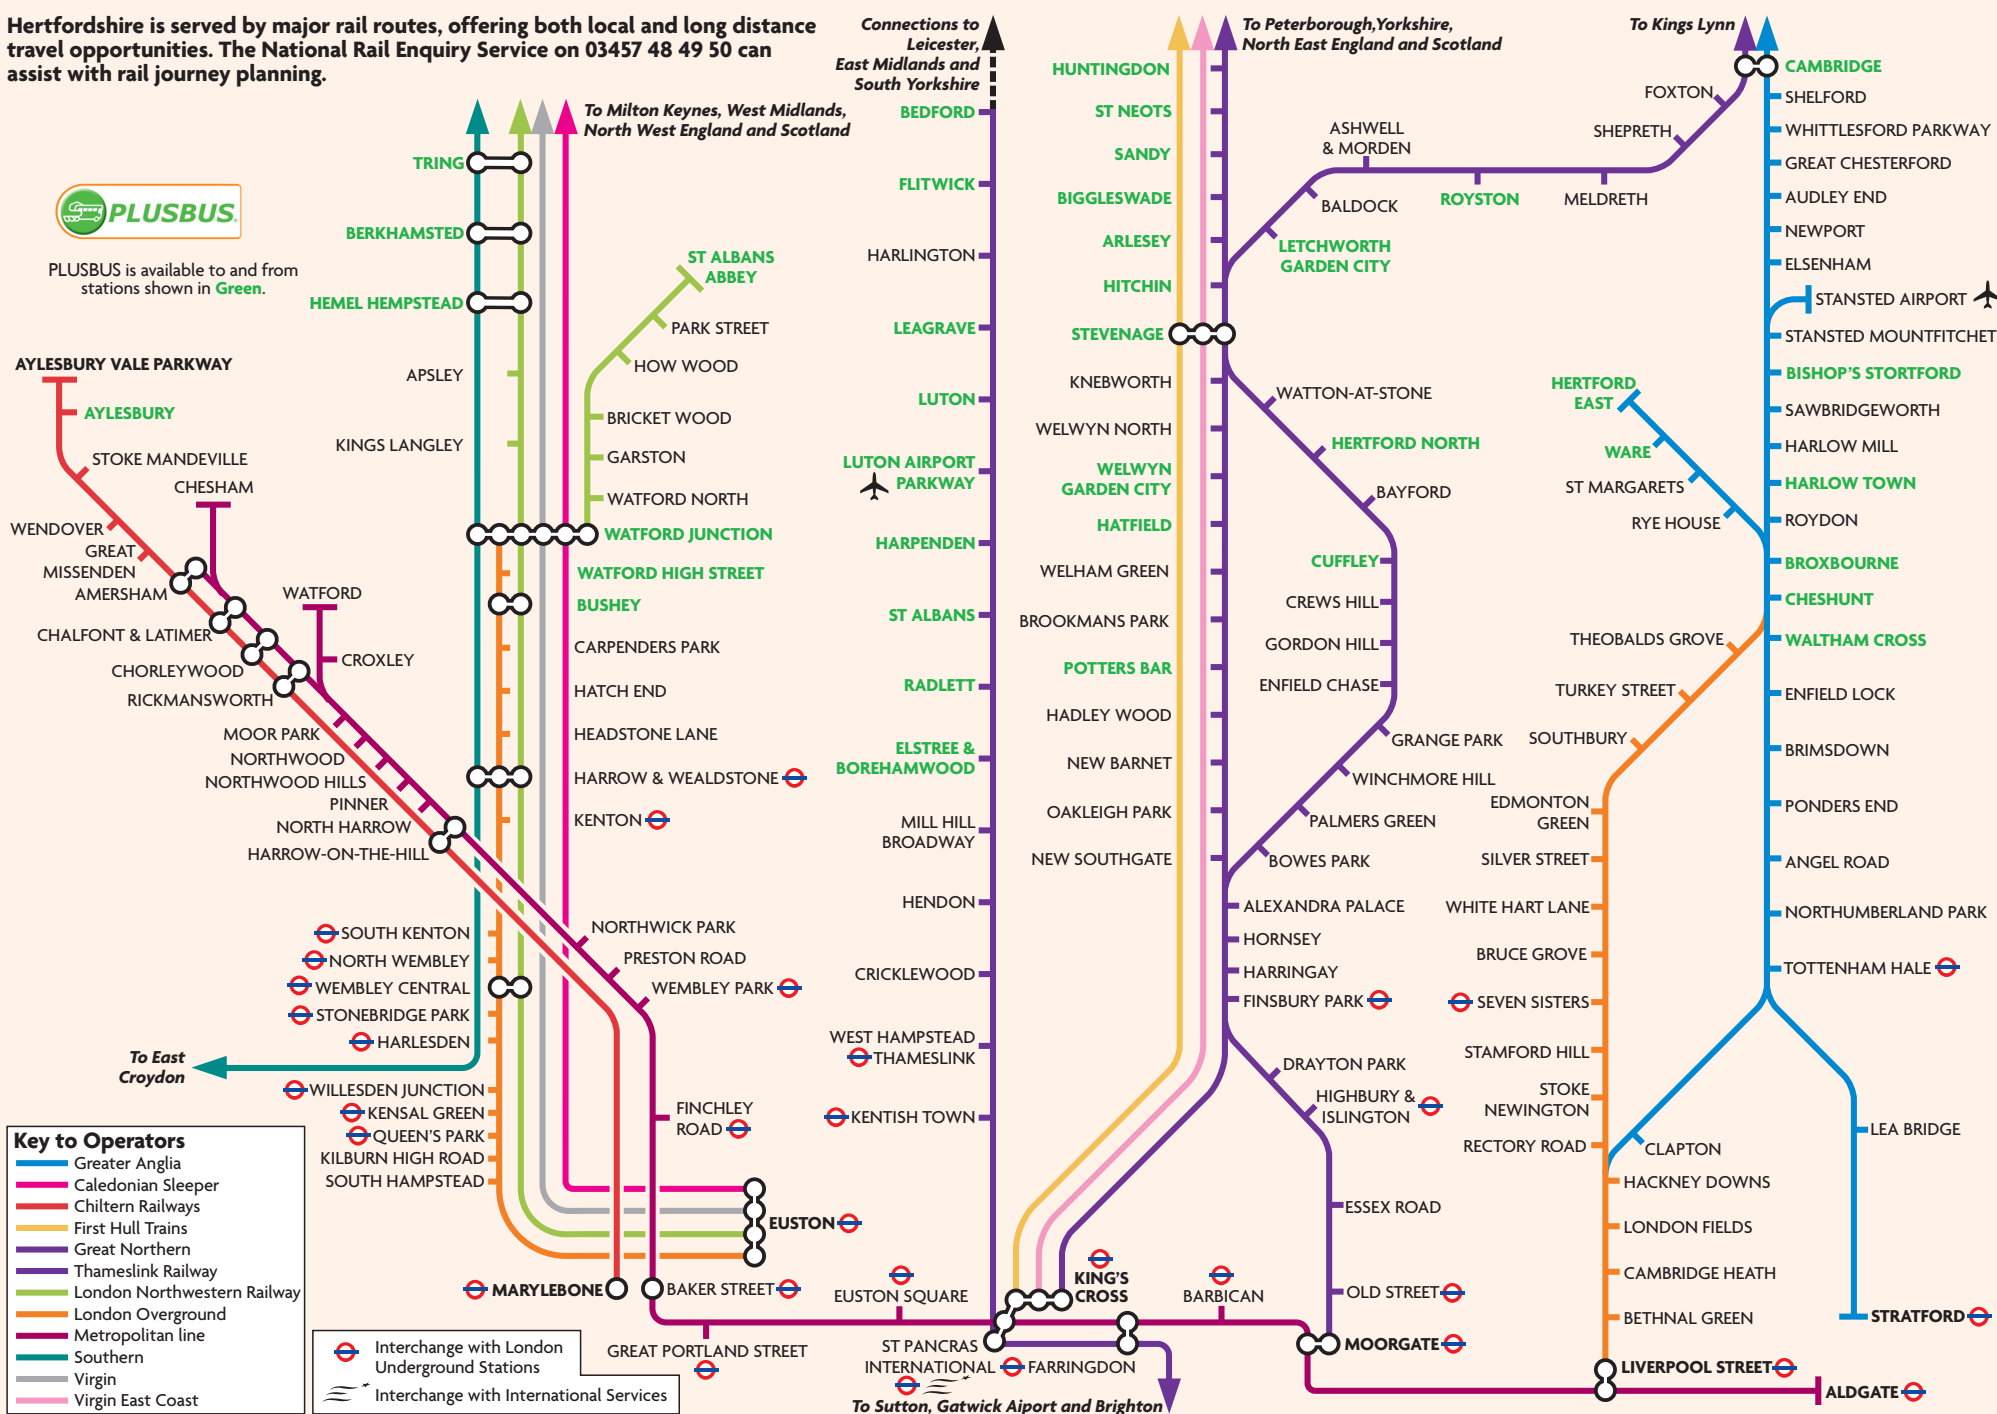 Hertfordshire is served by major rail routes, offering both local and long distance
travel opportunities. The National Rail Enquiry Service on 03457 48 49 50 can
assist with rail journey planning.
PLUSBUS
PLUSBUS is available to and from
stations shown in Green.
To Milton Keynes, West Midlands,
North West England and Scotland
TRING
BERKHAMSTED
HEMEL HEMPSTEAD
APSLEY
KINGS LANGLEY
ST ALBANS
ABBEY
PARK STREET
HOW WOOD
BRICKET WOOD
GARSTON
WATFORD NORTH
WATFORD JUNCTION
WATFORD HIGH STREET
BUSHEY
CARPENDERS PARK
HATCH END
HEADSTONE LANE
HARROW & WEALDSTONE
KENTON
AYLESBURY VALE PARKWAY
AYLESBURY
STOKE MANDEVILLE
CHESHAM
WENDOVER
GREAT
MISSENDEN
AMERSHAM
WATFORD
CHALFONT & LATIMER
CROXLEY
CHORLEYWOOD
RICKMANSWORTH
MOOR PARK
NORTHWOOD
NORTHWOOD HILLS
PINNER
NORTH HARROW
HARROW-ON-THE-HILL
NORTHWICK PARK
PRESTON ROAD
WEMBLEY PARK
SOUTH KENTON
NORTH WEMBLEY
WEMBLEY CENTRAL
STONEBRIDGE PARK
HARLESDEN
To East
Croydon
WILLESDEN JUNCTION
KENSAL GREEN
QUEEN'S PARK
KILBURN HIGH ROAD
SOUTH HAMPSTEAD
FINCHLEY
ROAD
EUSTON
MARYLEBONE
BAKER STREET
GREAT PORTLAND STREET
EUSTON SQUARE
Connections to
Leicester,
East Midlands and
South Yorkshire
BEDFORD
FLITWICK
HARLINGTON
LEAGRAVE
LUTON
LUTON AIRPORT
PARKWAY
HARPENDEN
ST ALBANS
RADLETT
ELSTREE &
BOREHAMWOOD
MILL HILL
BROADWAY
HENDON
CRICKLEWOOD
WEST HAMPSTEAD
THAMESLINK
KENTISH TOWN
ST PANCRAS
INTERNATIONAL
FARRINGDON
To Sutton, Gatwick Aiport and Brighton
KING'S
CROSS
BARBICAN
MOORGATE
To Peterborough,Yorkshire,
North East England and Scotland
HUNTINGDON
ST NEOTS
SANDY
BIGGLESWADE
ARLESEY
HITCHIN
STEVENAGE
KNEBWORTH
WELWYN NORTH
WELWYN
GARDEN CITY
HATFIELD
WELHAM GREEN
BROOKMANS PARK
POTTERS BAR
HADLEY WOOD
NEW BARNET
OAKLEIGH PARK
NEW SOUTHGATE
ALEXANDRA PALACE
HORNSEY
HARRINGAY
FINSBURY PARK
DRAYTON PARK
HIGHBURY &
ISLINGTON
ESSEX ROAD
OLD STREET
WATTON-AT-STONE
HERTFORD NORTH
BAYFORD
CUFFLEY
CREWS HILL
GORDON HILL
ENFIELD CHASE
GRANGE PARK
WINCHMORE HILL
PALMERS GREEN
BOWES PARK
To Kings Lynn
FOXTON
SHEPRETH
ASHWELL
& MORDEN
MELDRETH
ROYSTON
BALDOCK
LETCHWORTH
GARDEN CITY
CAMBRIDGE
SHELFORD
WHITTLESFORD PARKWAY
GREAT CHESTERFORD
AUDLEY END
NEWPORT
ELSENHAM
STANSTED AIRPORT
STANSTED MOUNTFITCHET
BISHOP'S STORTFORD
SAWBRIDGEWORTH
HARLOW MILL
HARLOW TOWN
ROYDON
BROXBOURNE
CHESHUNT
WALTHAM CROSS
ENFIELD LOCK
BRIMSDOWN
PONDERS END
ANGEL ROAD
NORTHUMBERLAND PARK
TOTTENHAM HALE
HERTFORD
EAST
WARE
ST MARGARETS
RYE HOUSE
THEOBALDS GROVE
TURKEY STREET
SOUTHBURY
EDMONTON
GREEN
SILVER STREET
WHITE HART LANE
BRUCE GROVE
SEVEN SISTERS
STAMFORD HILL
STOKE
NEWINGTON
RECTORY ROAD
CLAPTON
LEA BRIDGE
HACKNEY DOWNS
LONDON FIELDS
CAMBRIDGE HEATH
BETHNAL GREEN
STRATFORD
LIVERPOOL STREET
ALDGATE
Key to Operators
Greater Anglia
Caledonian Sleeper
Chiltern Railways
First Hull Trains
Great Northern
Thameslink Railway
London Northwestern Railway
London Overground
Metropolitan line
Southern
Virgin
Virgin East Coast
Interchange with London
Underground Stations
Interchange with International Services